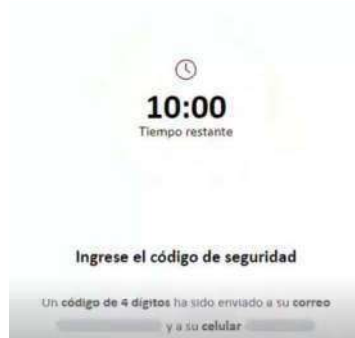 10:00
Tiempo restante
Ingrese el código de seguridad
Un código de 4 dígitos ha sido enviado a su correo
y a su celular